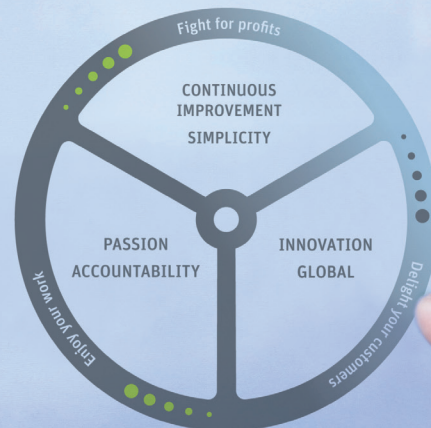 Fight for profits
CONTINUOUS
IMPROVEMENT
SIMPLICITY
PASSION
ACCOUNTABILITY
INNOVATION
GLOBAL
Enjoy your work
Delight your customers